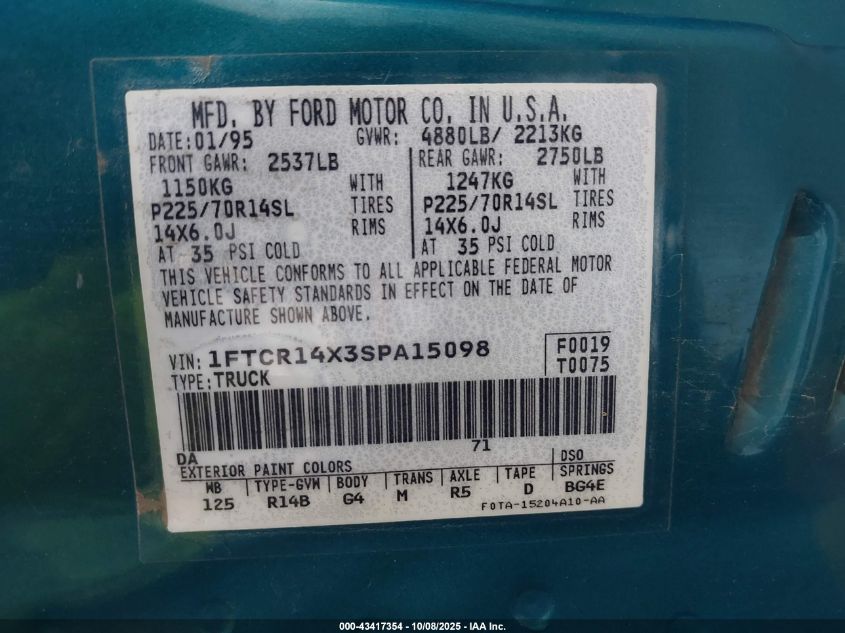 MFD. BY FORD MOTOR CO. IN U.S.A.
DATE: 01/95 GVWR: 4880LB/ 2213KG
FRONT GAWR: 2537LB REAR GAWR: 2750LB
1150KG WITH 1247KG WITH
P225/70R14SL TIRES P225/70R14SL TIRES
14X6.0J RIMS 14X6.0J RIMS
AT 35 PSI COLD AT 35 PSI COLD
THIS VEHICLE CONFORMS TO ALL APPLICABLE FEDERAL MOTOR
VEHICLE SAFETY STANDARDS IN EFFECT ON THE DATE OF
MANUFACTURE SHOWN ABOVE.
VIN: 1FTCR14X3SPA15098 F0019
TYPE: TRUCK T0075
DA 71
EXTERIOR PAINT COLORS DSO
WB TYPE-GVW BODY TRANS AXLE TAPE SPRINGS
125 R14B G4 M R5 D BG4E
F0TA-15204A10-AA
000-43417354 | 10/08/2025 | IAA Inc.